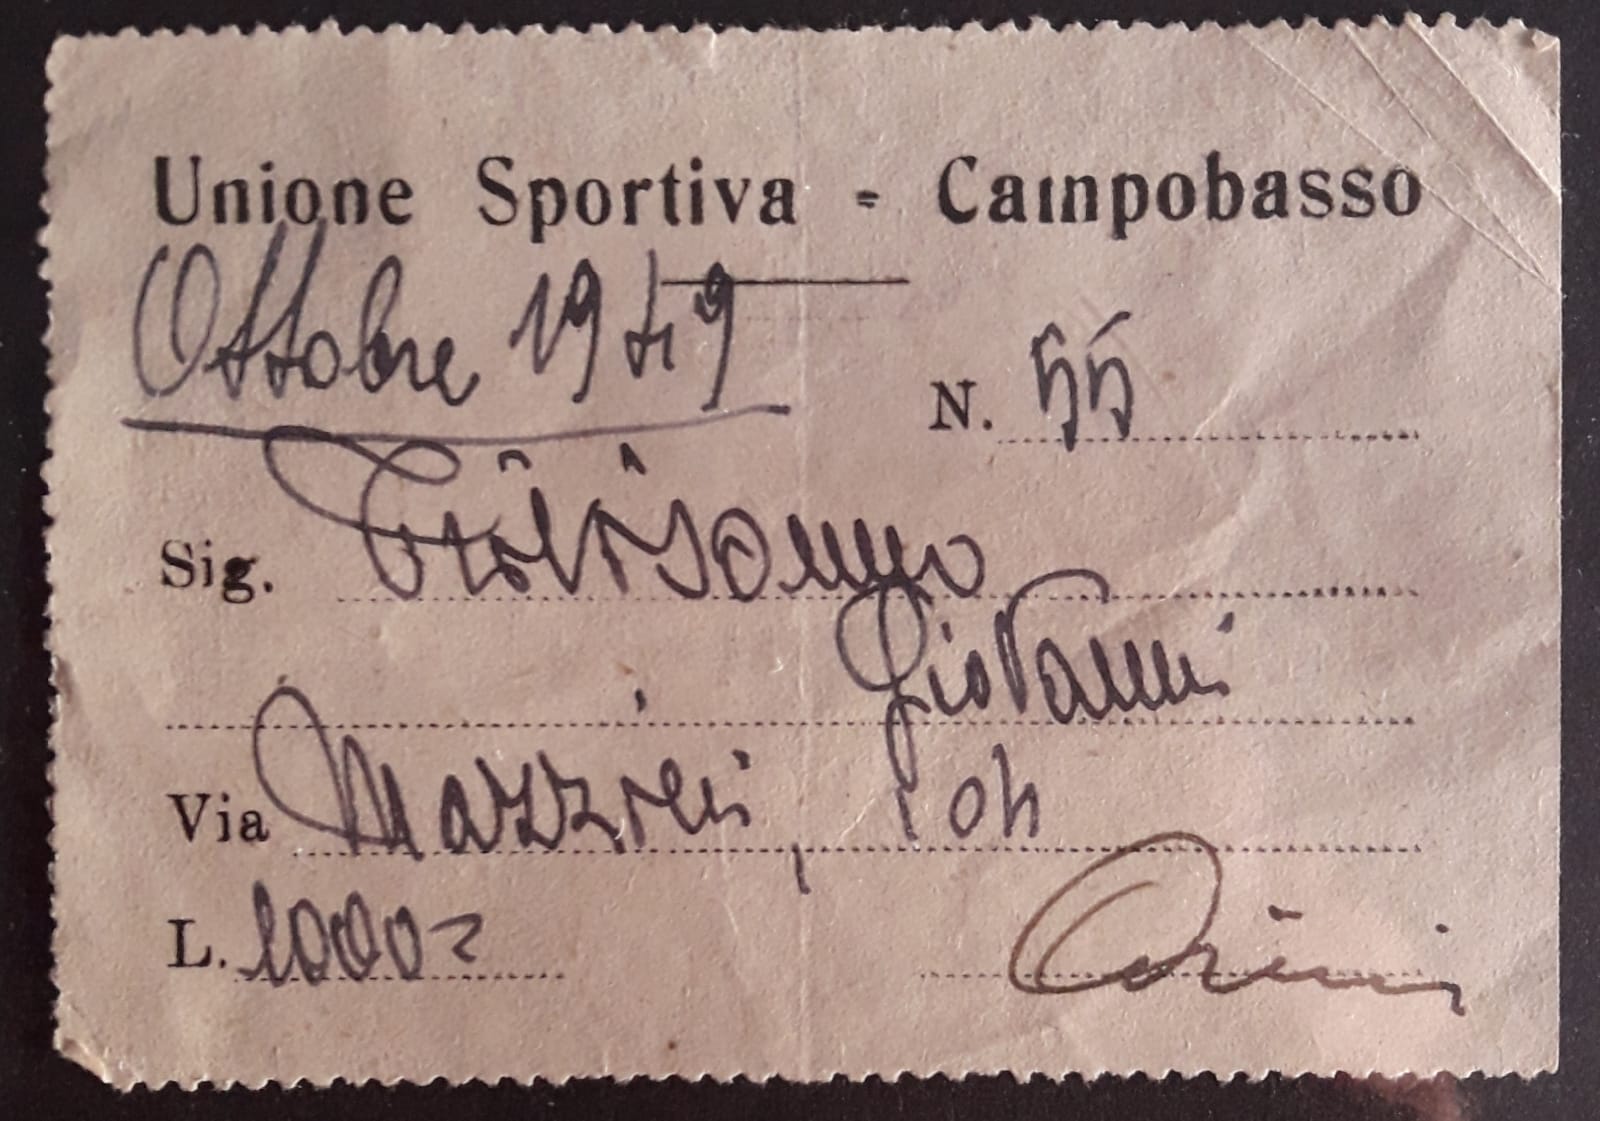 Unione Sportiva - Campobasso
Ottobre 1949
N. 55
Sig.
Giovanni
Via Mazzini, 104
L. 1000=